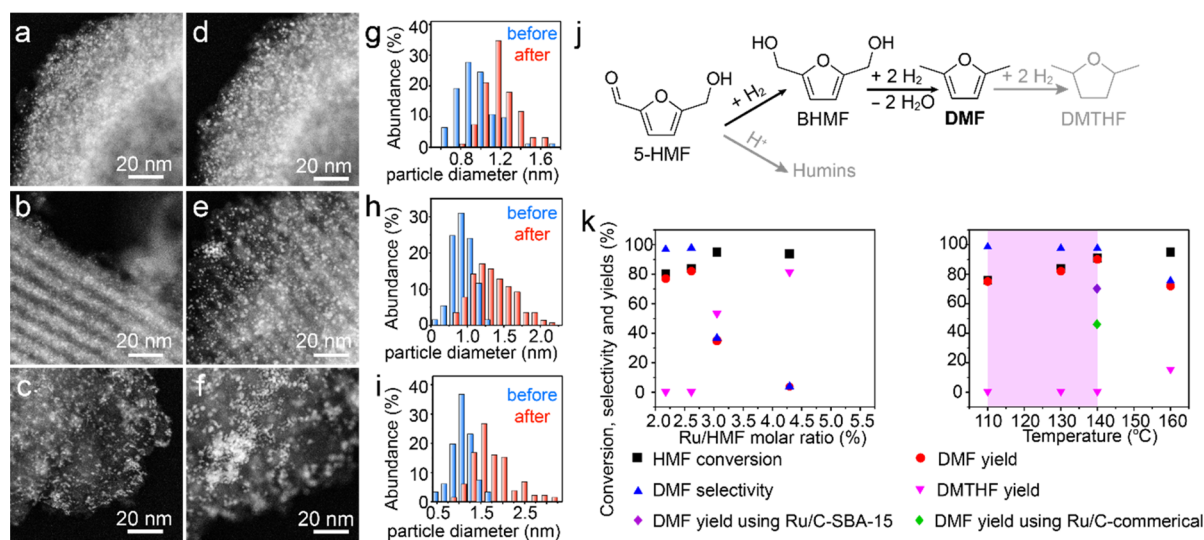 a
20 nm
d
20 nm
g
40
30
20
10
0
Abundance (%)
before
after
0.8 1.2 1.6
particle diameter (nm)
b
20 nm
e
20 nm
h
30
20
10
0
Abundance (%)
before
after
0 1.0 1.5 2.0
particle diameter (nm)
c
20 nm
f
20 nm
i
40
30
20
10
0
Abundance (%)
before
after
0.5 1.5 2.5
particle diameter (nm)
j
O
O
OH
5-HMF
+ H2
H+
Humins
HO
O
OH
BHMF
+ 2 H2
− 2 H2O
O
DMF
+ 2 H2
O
DMTHF
k
Conversion, selectivity and yields (%)
100
80
60
40
20
0
2.0 2.5 3.0 3.5 4.0 4.5 5.0 5.5
Ru/HMF molar ratio (%)
100
80
60
40
20
0
110 120 130 140 150 160
Temperature (ºC)
HMF conversion
DMF yield
DMF selectivity
DMTHF yield
DMF yield using Ru/C-SBA-15
DMF yield using Ru/C-commerical